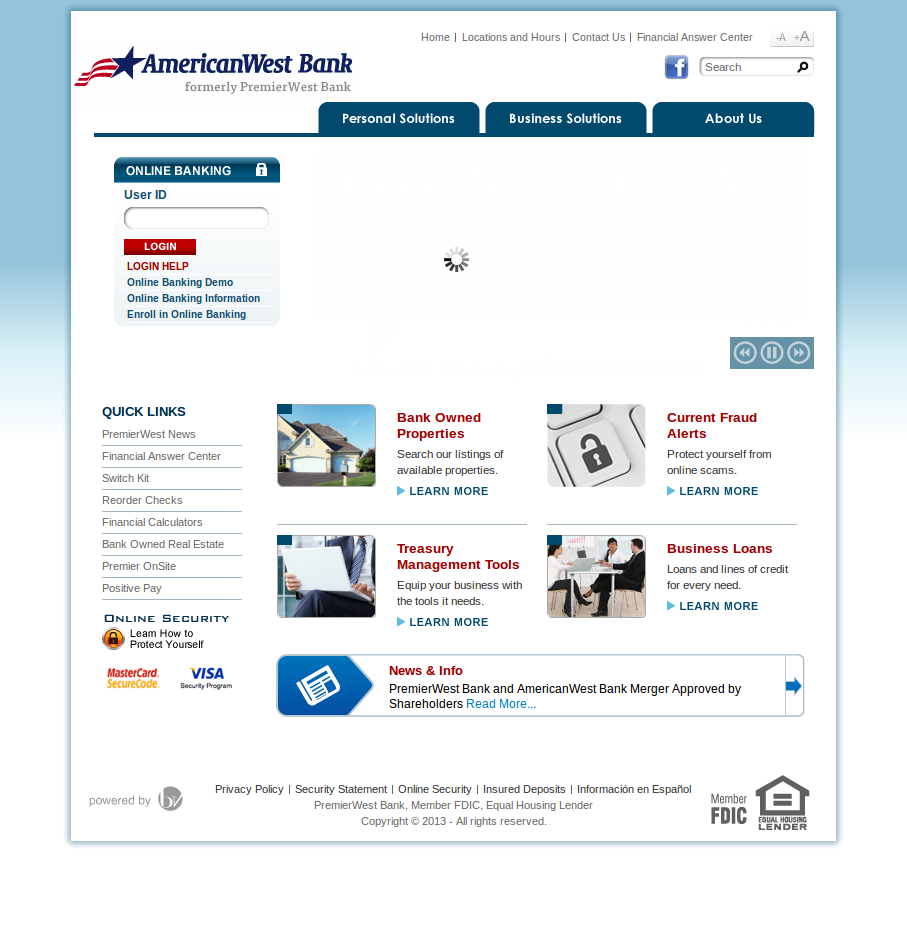 Home | Locations and Hours | Contact Us | Financial Answer Center
-A +A
AmericanWest Bank
formerly PremierWest Bank
Search
Personal Solutions
Business Solutions
About Us
ONLINE BANKING
User ID
LOGIN
LOGIN HELP
Online Banking Demo
Online Banking Information
Enroll in Online Banking
QUICK LINKS
PremierWest News
Financial Answer Center
Switch Kit
Reorder Checks
Financial Calculators
Bank Owned Real Estate
Premier OnSite
Positive Pay
Online Security
Learn How to
Protect Yourself
MasterCard.
SecureCode.
VISA
Security Program
Bank Owned
Properties
Search our listings of
available properties.
LEARN MORE
Current Fraud
Alerts
Protect yourself from
online scams.
LEARN MORE
Treasury
Management Tools
Equip your business with
the tools it needs.
LEARN MORE
Business Loans
Loans and lines of credit
for every need.
LEARN MORE
News & Info
PremierWest Bank and AmericanWest Bank Merger Approved by
Shareholders Read More...
powered by bv
Privacy Policy | Security Statement | Online Security | Insured Deposits | Información en Español
PremierWest Bank, Member FDIC, Equal Housing Lender
Copyright © 2013 - All rights reserved.
Member
FDIC
EQUAL HOUSING
LENDER